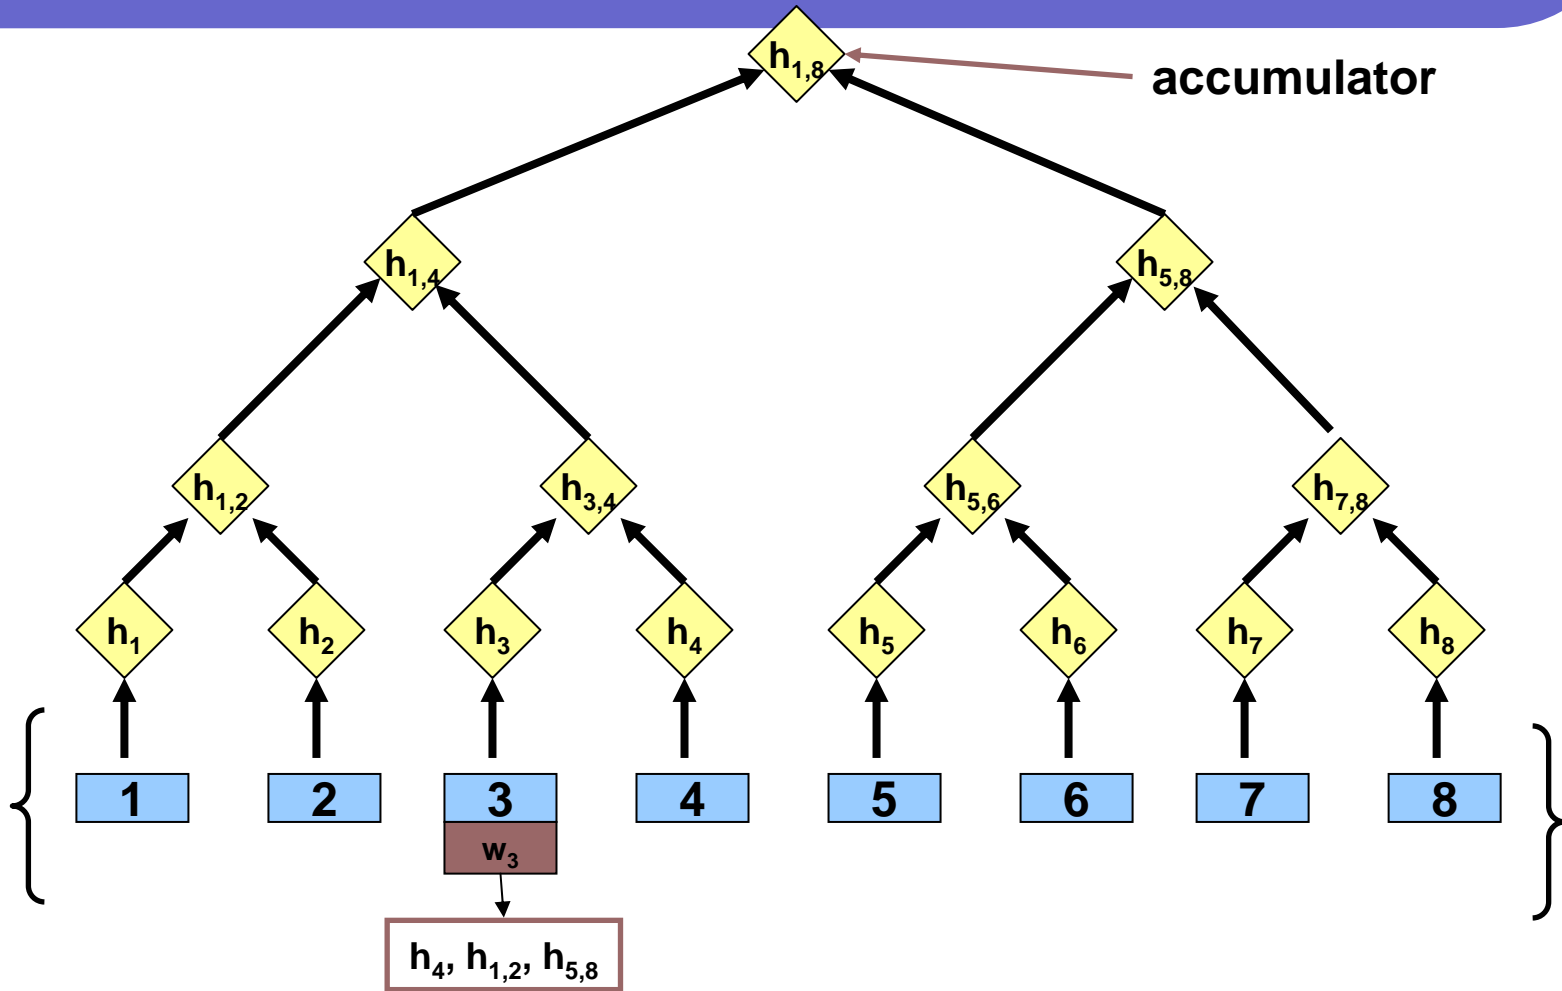 h1,8
accumulator
h1,4 h5,8
h1,2 h3,4 h5,6 h7,8
h1 h2 h3 h4 h5 h6 h7 h8
1 2 3 4 5 6 7 8
w3
h4, h1,2, h5,8